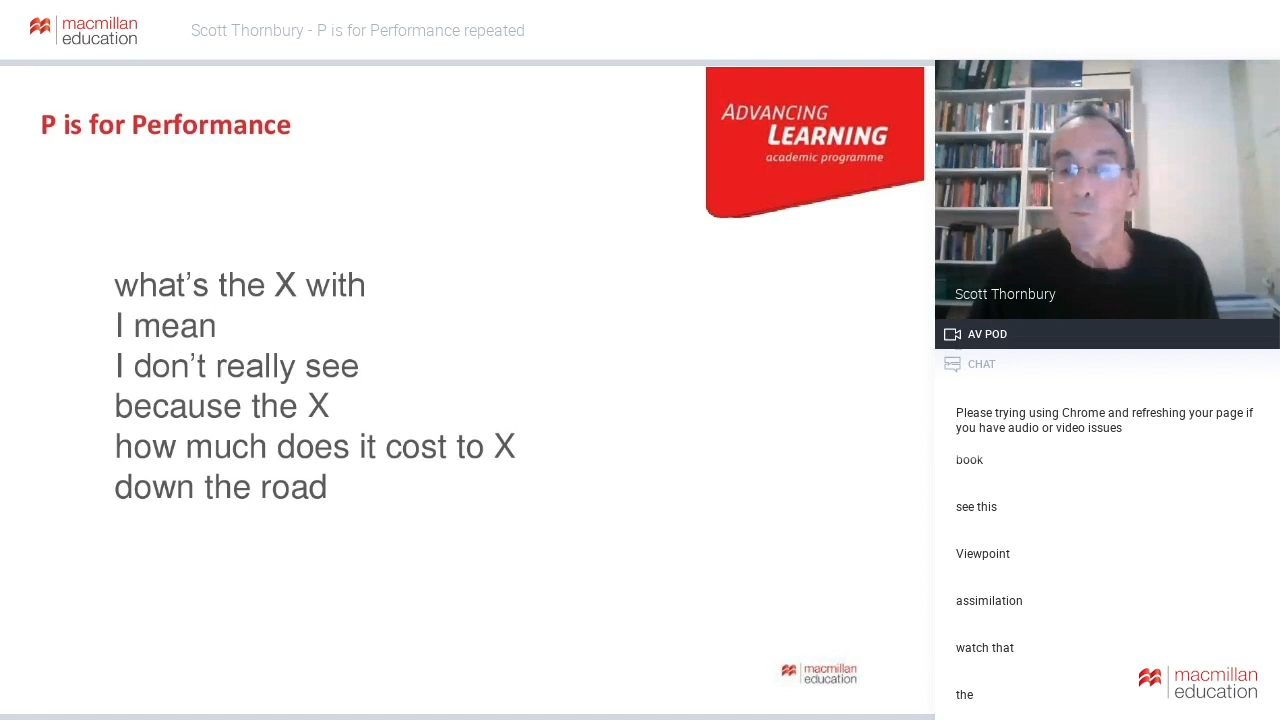 macmillan
education
Scott Thornbury - P is for Performance repeated
P is for Performance
ADVANCING
LEARNING
academic programme
what's the X with
I mean
I don't really see
because the X
how much does it cost to X
down the road
macmillan
education
Scott Thornbury
AV POD
CHAT
Please trying using Chrome and refreshing your page if
you have audio or video issues
book
see this
Viewpoint
assimilation
watch that
the
macmillan
education